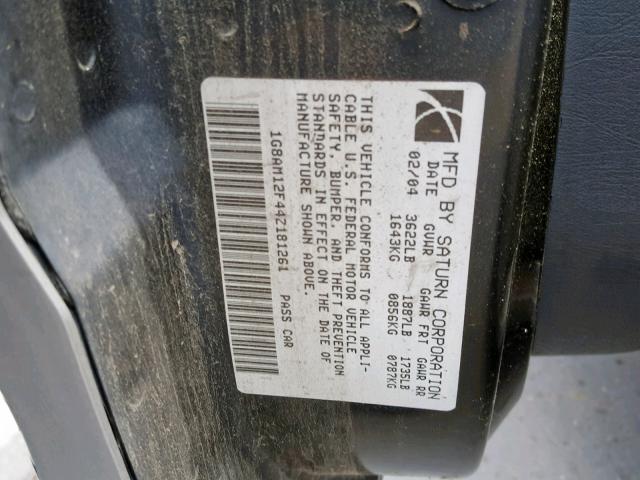 MFD BY SATURN CORPORATION
DATE GVWR GAWR FRT GAWR RR
02/04 3622LB 1887LB 1735LB
1643KG 0856KG 0787KG
THIS VEHICLE CONFORMS TO ALL APPLI-
CABLE U.S. FEDERAL MOTOR VEHICLE
SAFETY, BUMPER, AND THEFT PREVENTION
STANDARDS IN EFFECT ON THE DATE OF
MANUFACTURE SHOWN ABOVE.
1G8AM12F44Z181261 PASS CAR